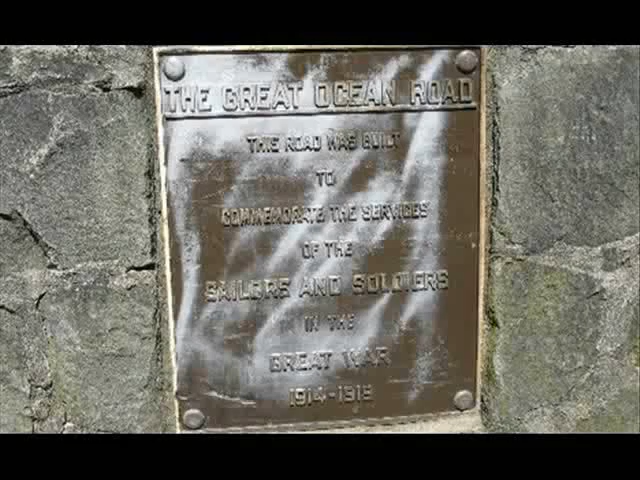 THE GREAT OCEAN ROAD
THIS ROAD WAS BUILT
TO
COMMEMORATE THE SERVICES
OF THE
SAILORS AND SOLDIERS
IN THE
GREAT WAR
1914-1918